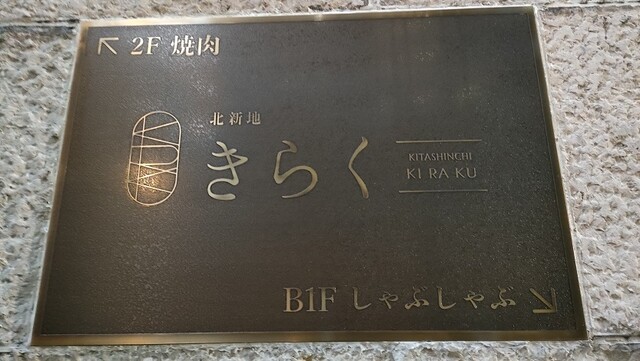 ↖ 2F 焼肉
北新地
きらく
KITASHINCHI
KI RA KU
B1F しゃぶしゃぶ ↘